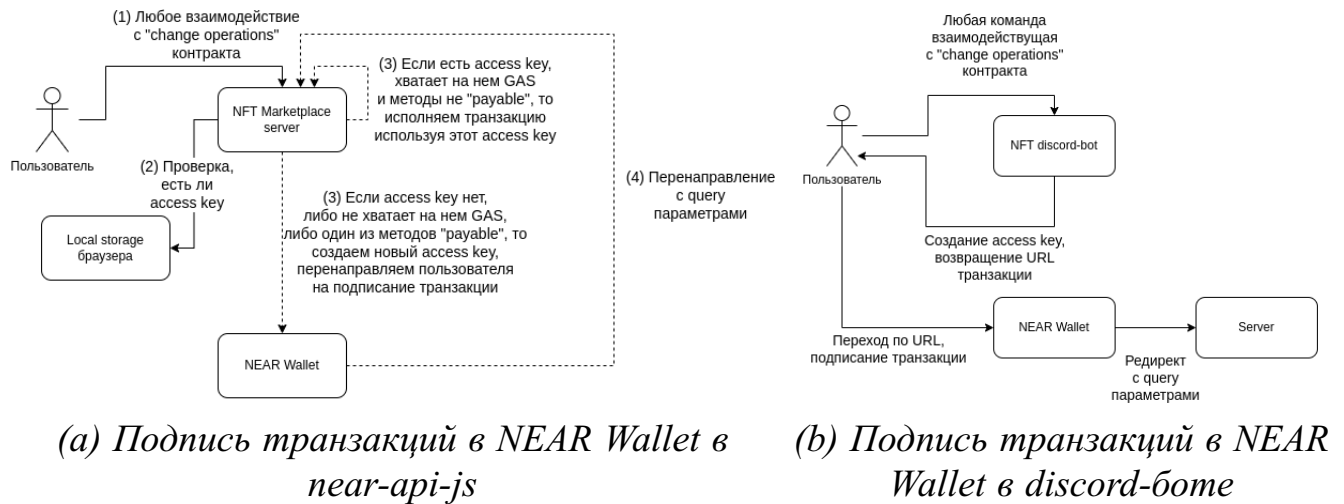 (1) Любое взаимодействие
с "change operations"
контракта
Пользователь
NFT Marketplace
server
(3) Если есть access key,
хватает на нем GAS
и методы не "payable", то
исполняем транзакцию
используя этот access key
(2) Проверка,
есть ли
access key
Local storage
браузера
(3) Если access key нет,
либо не хватает на нем GAS,
либо один из методов "payable", то
создаем новый access key,
перенаправляем пользователя
на подписание транзакции
NEAR Wallet
(4) Перенаправление
с query
параметрами
(a) Подпись транзакций в NEAR Wallet в
near-api-js
Любая команда
взаимодействущая
с "change operations"
контракта
Пользователь
NFT discord-bot
Создание access key,
возвращение URL
транзакции
Переход по URL,
подписание транзакции
NEAR Wallet
Редирект
с query
параметрами
Server
(b) Подпись транзакций в NEAR
Wallet в discord-боте